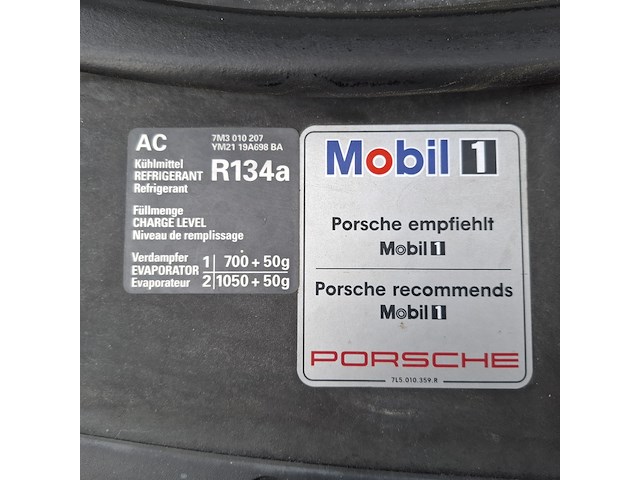 AC
7M3 010 207
YM21 19A698 BA
Kühlmittel
REFRIGERANT
Refrigerant
R134a
Füllmenge
CHARGE LEVEL
Niveau de remplissage
Verdampfer 1 700 + 50g
EVAPORATOR
Evaporateur 2 1050 + 50g
Mobil 1
Porsche empfiehlt
Mobil 1
Porsche recommends
Mobil 1
PORSCHE
7L5.010.359.R